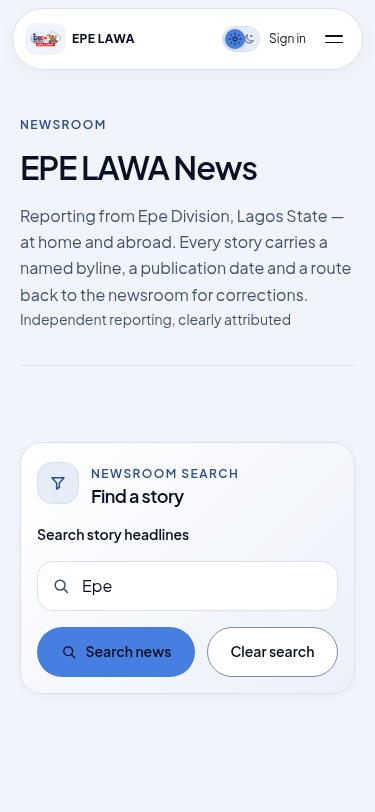 EPE LAWA
Sign in
NEWSROOM
EPE LAWA News
Reporting from Epe Division, Lagos State —
at home and abroad. Every story carries a
named byline, a publication date and a route
back to the newsroom for corrections.
Independent reporting, clearly attributed
NEWSROOM SEARCH
Find a story
Search story headlines
Epe
Search news
Clear search